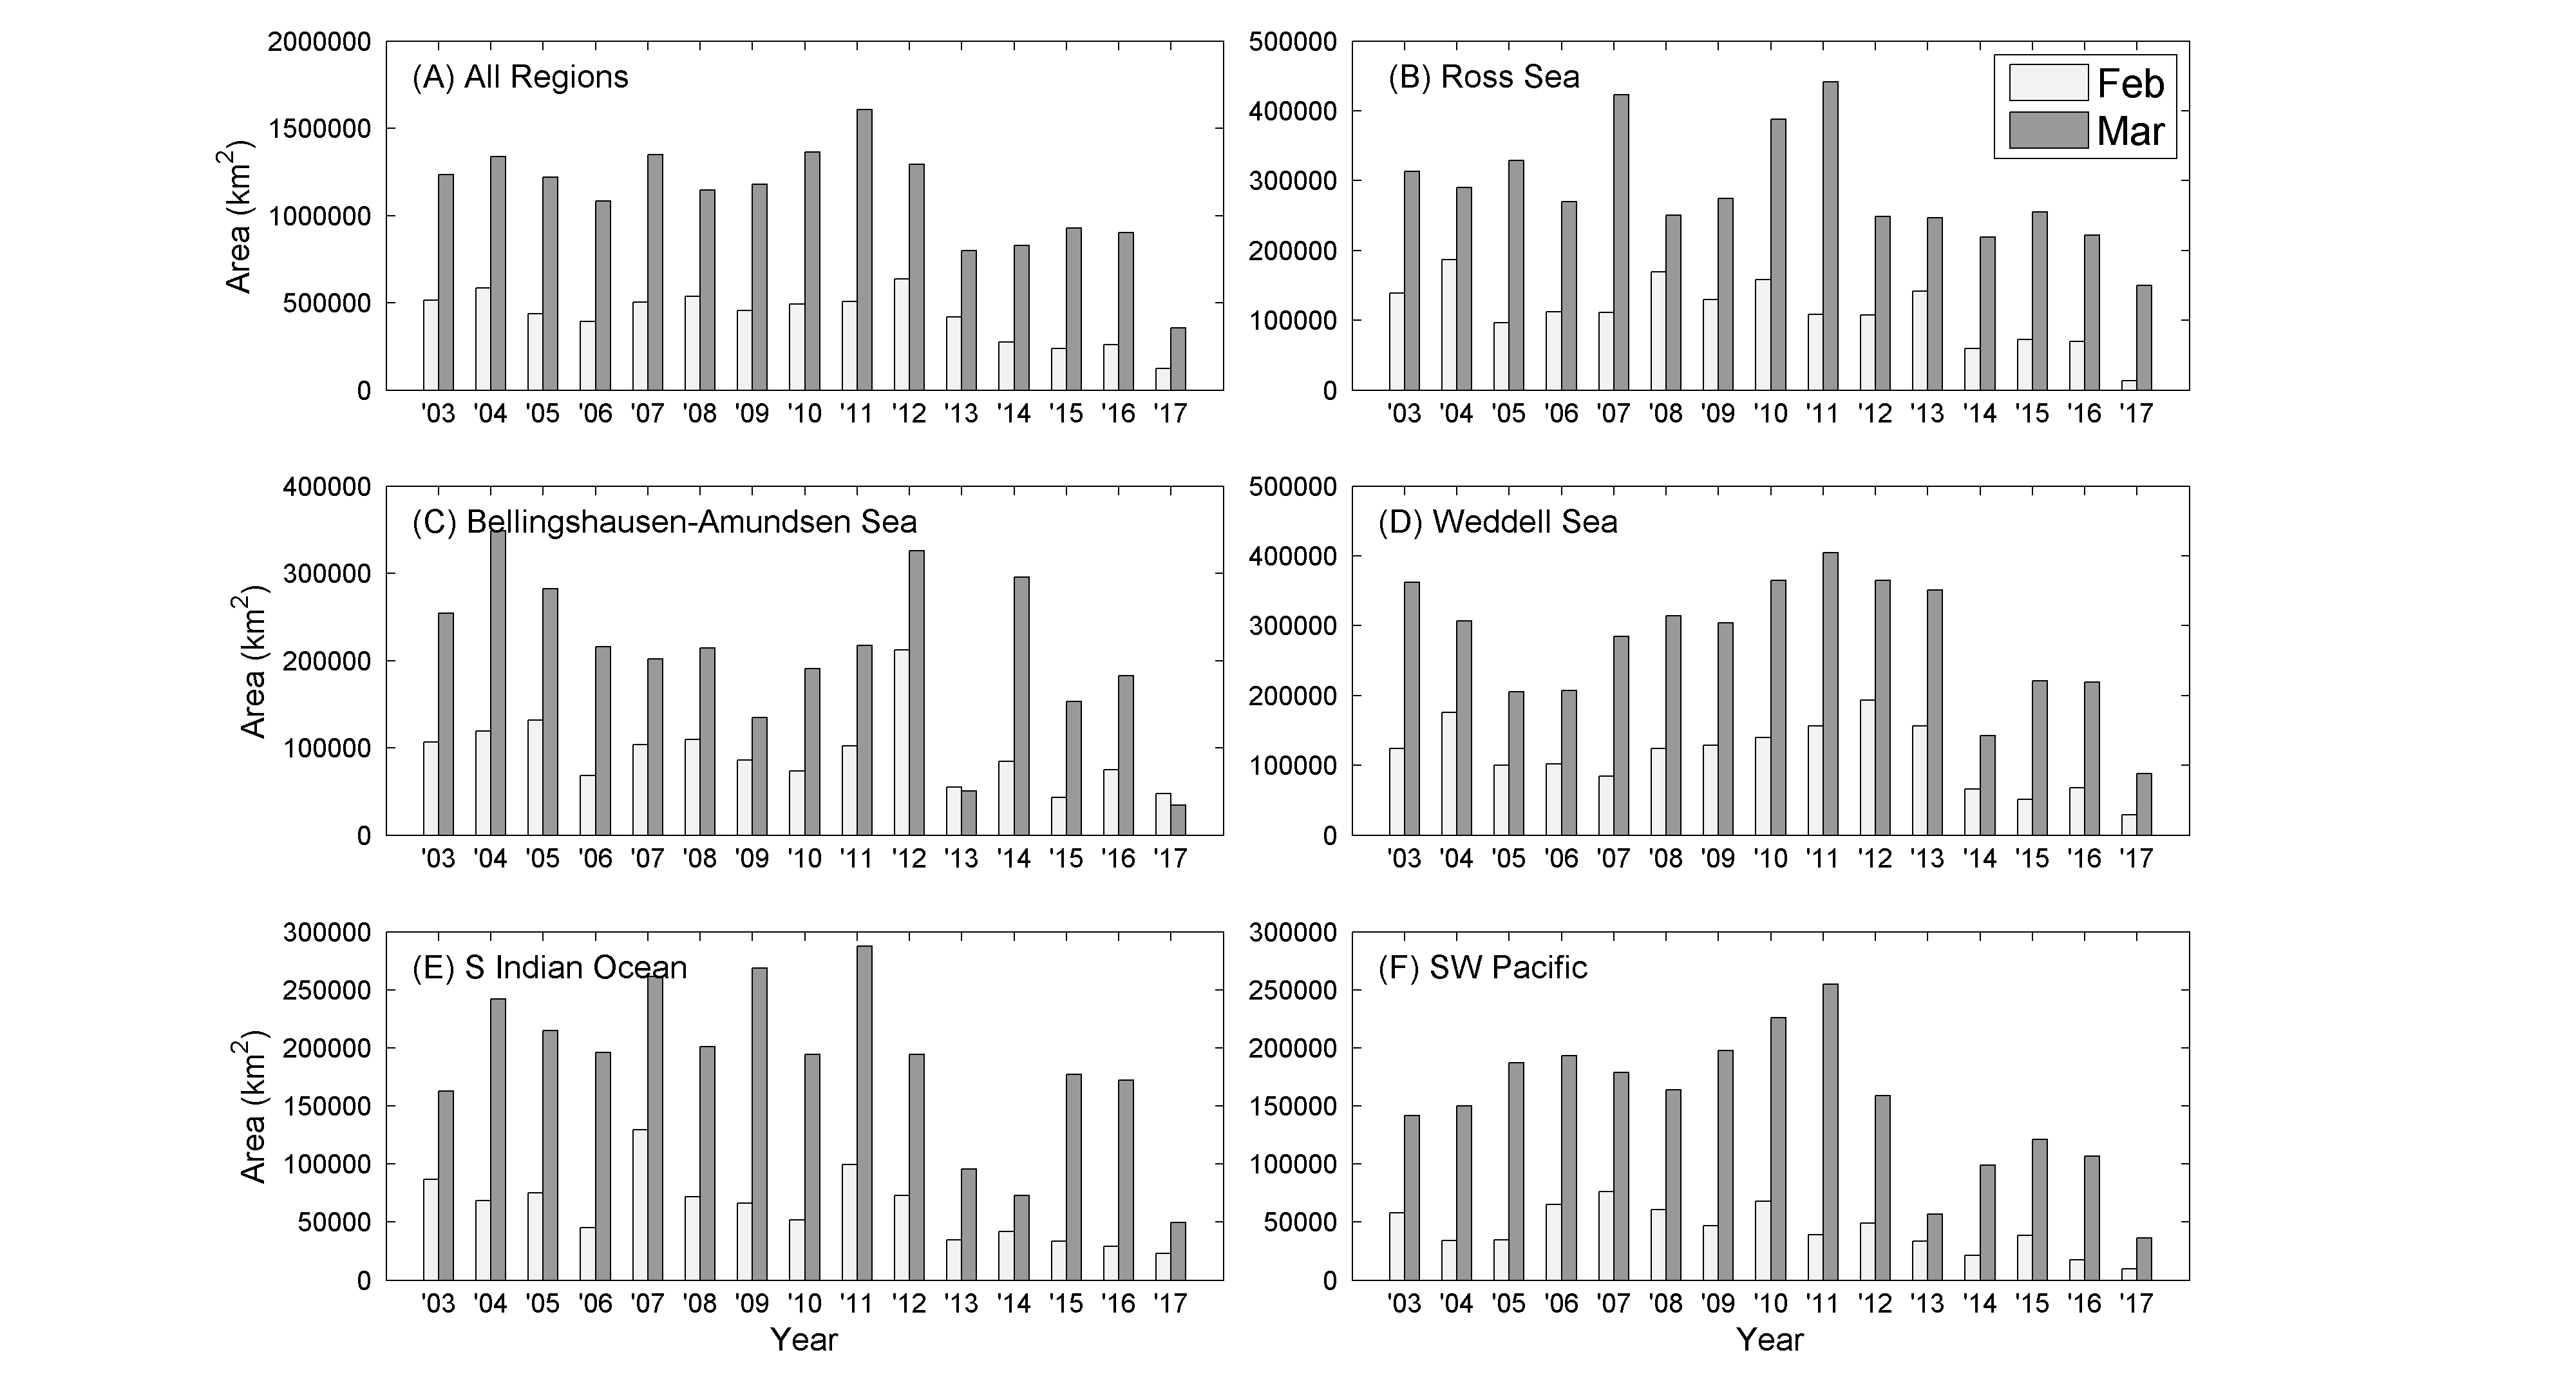 (A) All Regions
Area (km²)
2000000
1500000
1000000
500000
0
'03 '04 '05 '06 '07 '08 '09 '10 '11 '12 '13 '14 '15 '16 '17
(B) Ross Sea
Feb
Mar
500000
400000
300000
200000
100000
0
'03 '04 '05 '06 '07 '08 '09 '10 '11 '12 '13 '14 '15 '16 '17
(C) Bellingshausen-Amundsen Sea
Area (km²)
400000
300000
200000
100000
0
'03 '04 '05 '06 '07 '08 '09 '10 '11 '12 '13 '14 '15 '16 '17
(D) Weddell Sea
500000
400000
300000
200000
100000
0
'03 '04 '05 '06 '07 '08 '09 '10 '11 '12 '13 '14 '15 '16 '17
(E) S Indian Ocean
Area (km²)
300000
250000
200000
150000
100000
50000
0
'03 '04 '05 '06 '07 '08 '09 '10 '11 '12 '13 '14 '15 '16 '17
Year
(F) SW Pacific
300000
250000
200000
150000
100000
50000
0
'03 '04 '05 '06 '07 '08 '09 '10 '11 '12 '13 '14 '15 '16 '17
Year